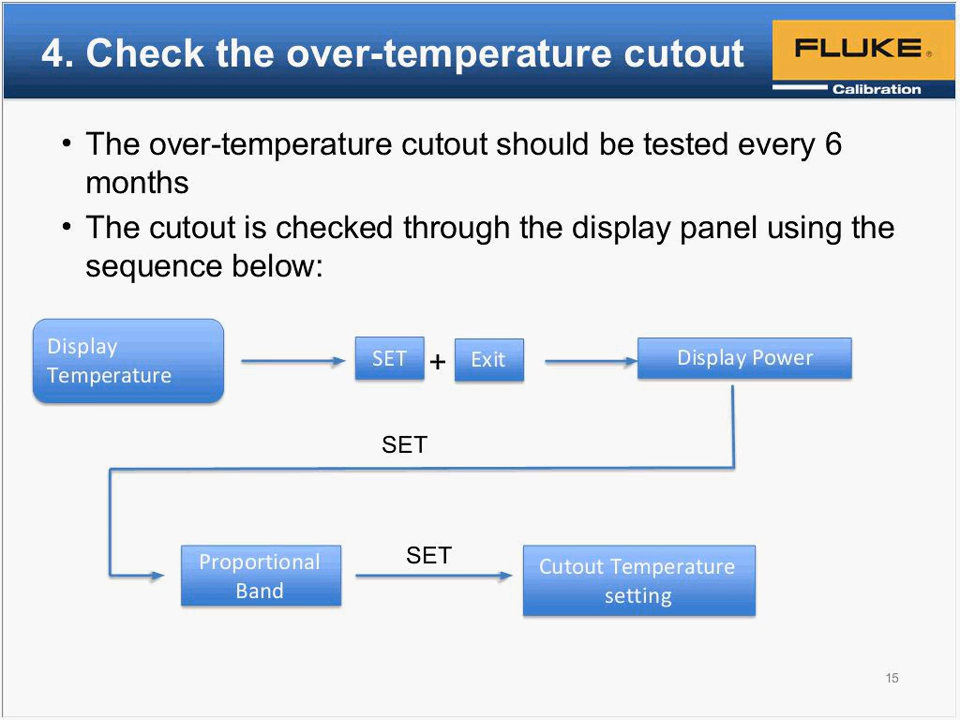 4. Check the over-temperature cutout
FLUKE®
Calibration
• The over-temperature cutout should be tested every 6
months
• The cutout is checked through the display panel using the
sequence below:
Display
Temperature
SET + Exit
Display Power
SET
Proportional
Band
SET
Cutout Temperature
setting
15